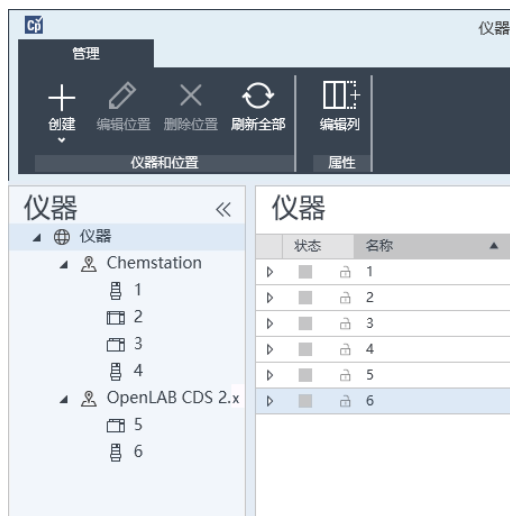 Cp
仪器
管理
创建 编辑位置 删除位置 刷新全部 编辑列
仪器和位置 属性
仪器 «
仪器
Chemstation
1
2
3
4
OpenLAB CDS 2.x
5
6
仪器
状态 名称
1
2
3
4
5
6